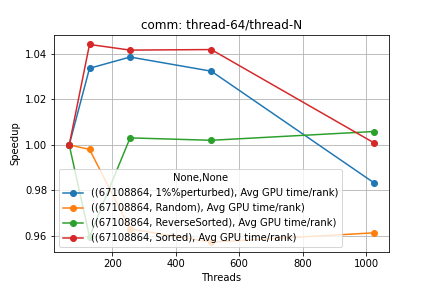 comm: thread-64/thread-N
1.04
1.02
1.00
0.98
0.96
Speedup
None,None
((67108864, 1%%perturbed), Avg GPU time/rank)
((67108864, Random), Avg GPU time/rank)
((67108864, ReverseSorted), Avg GPU time/rank)
((67108864, Sorted), Avg GPU time/rank)
200 400 600 800 1000
Threads